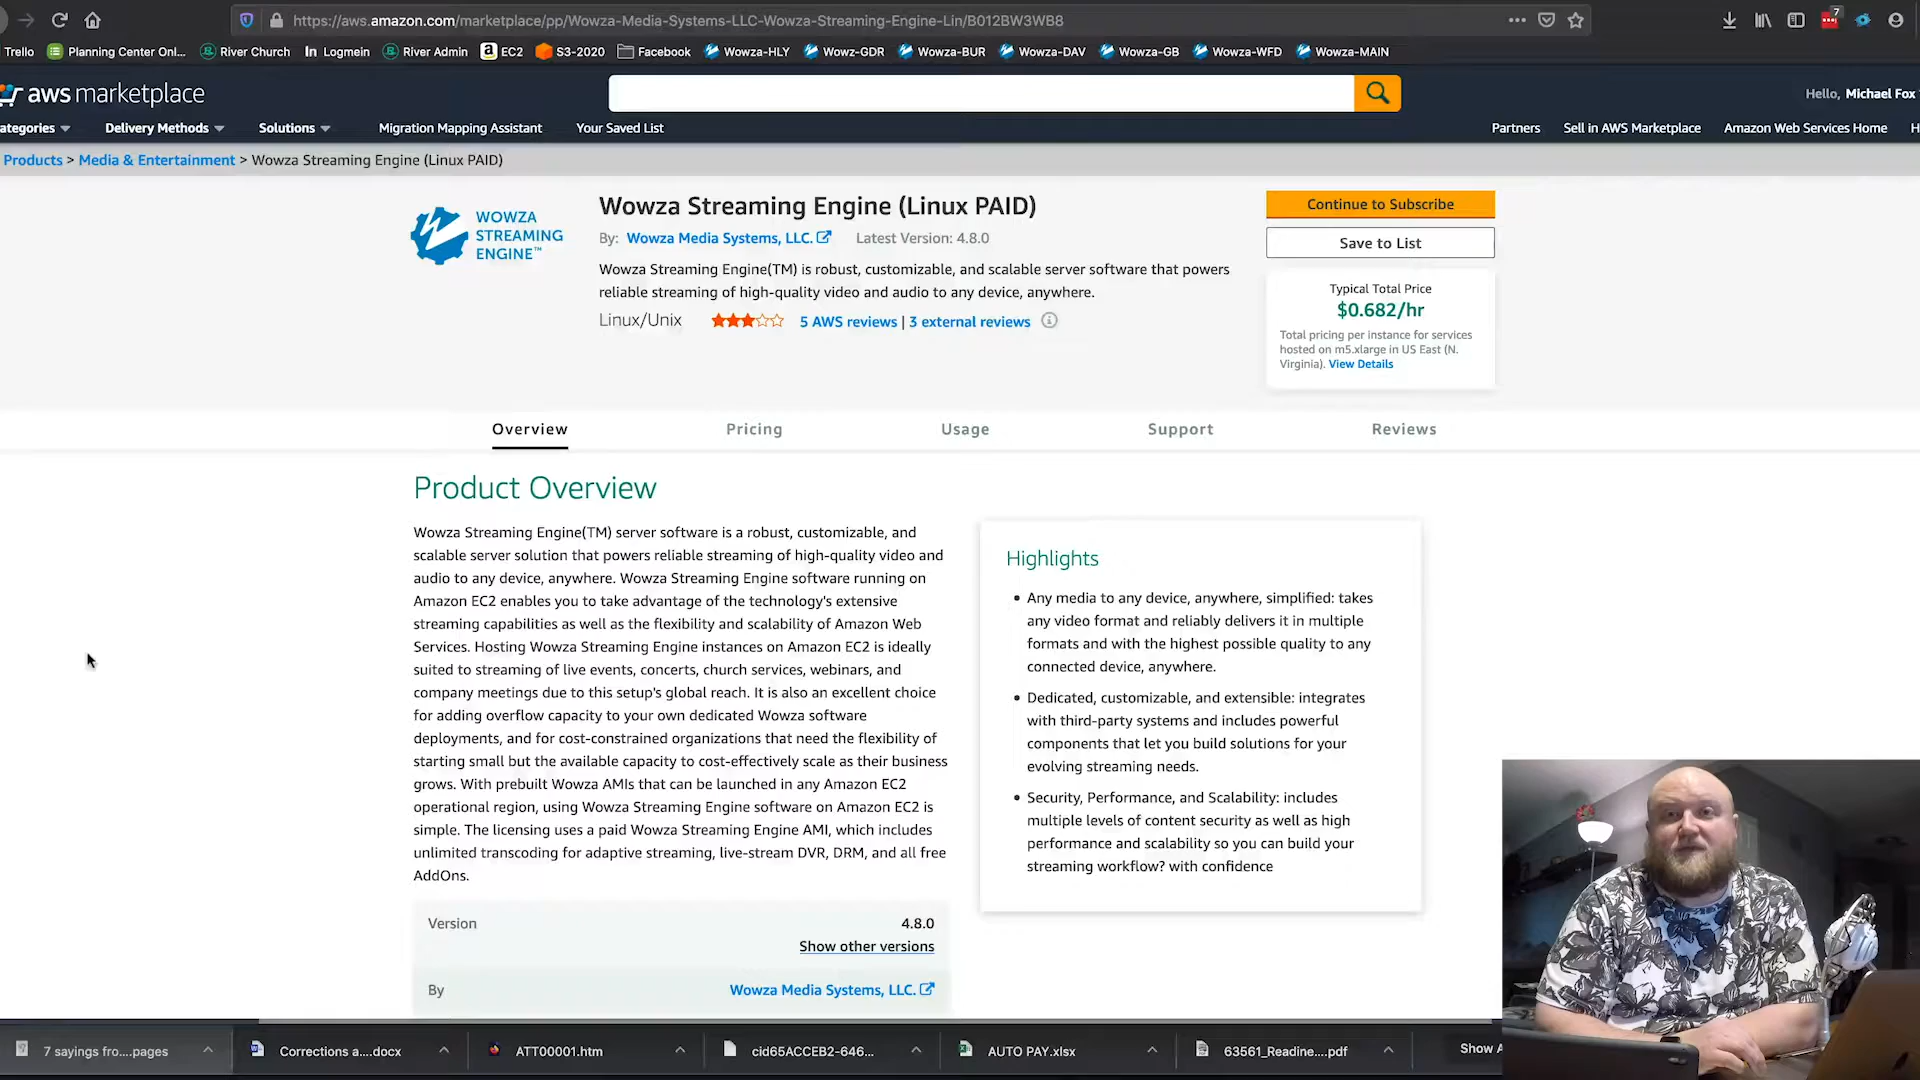 https://aws.amazon.com/marketplace/pp/Wowza-Media-Systems-LLC-Wowza-Streaming-Engine-Lin/B012BW3WB8
7
Trello Planning Center Onl... River Church In Logmein River Admin a EC2 S3-2020 Facebook Wowza-HLY Wowz-GDR Wowza-BUR Wowza-DAV Wowza-GB Wowza-WFD Wowza-MAIN
aws marketplace
Hello, Michael Fox
ategories Delivery Methods Solutions Migration Mapping Assistant Your Saved List Partners Sell in AWS Marketplace Amazon Web Services Home H
Products > Media & Entertainment > Wowza Streaming Engine (Linux PAID)
WOWZA
STREAMING
ENGINE™
Wowza Streaming Engine (Linux PAID)
By: Wowza Media Systems, LLC. Latest Version: 4.8.0
Wowza Streaming Engine(TM) is robust, customizable, and scalable server software that powers
reliable streaming of high-quality video and audio to any device, anywhere.
Linux/Unix 5 AWS reviews | 3 external reviews
Continue to Subscribe
Save to List
Typical Total Price
$0.682/hr
Total pricing per instance for services
hosted on m5.xlarge in US East (N.
Virginia). View Details
Overview Pricing Usage Support Reviews
Product Overview
Wowza Streaming Engine(TM) server software is a robust, customizable, and
scalable server solution that powers reliable streaming of high-quality video and
audio to any device, anywhere. Wowza Streaming Engine software running on
Amazon EC2 enables you to take advantage of the technology's extensive
streaming capabilities as well as the flexibility and scalability of Amazon Web
Services. Hosting Wowza Streaming Engine instances on Amazon EC2 is ideally
suited to streaming of live events, concerts, church services, webinars, and
company meetings due to this setup's global reach. It is also an excellent choice
for adding overflow capacity to your own dedicated Wowza software
deployments, and for cost-constrained organizations that need the flexibility of
starting small but the available capacity to cost-effectively scale as their business
grows. With prebuilt Wowza AMIs that can be launched in any Amazon EC2
operational region, using Wowza Streaming Engine software on Amazon EC2 is
simple. The licensing uses a paid Wowza Streaming Engine AMI, which includes
unlimited transcoding for adaptive streaming, live-stream DVR, DRM, and all free
AddOns.
Highlights
• Any media to any device, anywhere, simplified: takes
any video format and reliably delivers it in multiple
formats and with the highest possible quality to any
connected device, anywhere.
• Dedicated, customizable, and extensible: integrates
with third-party systems and includes powerful
components that let you build solutions for your
evolving streaming needs.
• Security, Performance, and Scalability: includes
multiple levels of content security as well as high
performance and scalability so you can build your
streaming workflow? with confidence
Version 4.8.0
Show other versions
By Wowza Media Systems, LLC.
7 sayings fro....pages Corrections a....docx ATT00001.htm cid65ACCEB2-646... AUTO PAY.xlsx 63561_Readine....pdf Show A